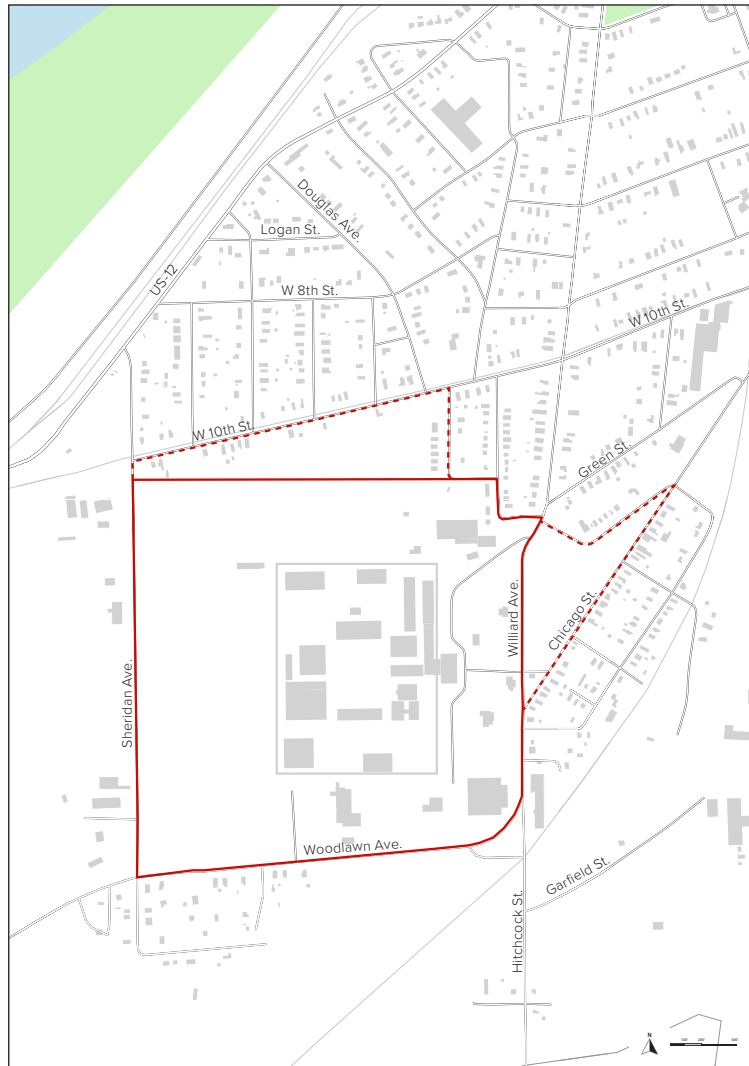 Douglas Ave.
Logan St.
US-12
W 8th St.
W 10th St.
W 10th St.
Green St.
Williard Ave.
Chicago St.
Sheridan Ave.
Woodlawn Ave.
Garfield St.
Hitchcock St.
N